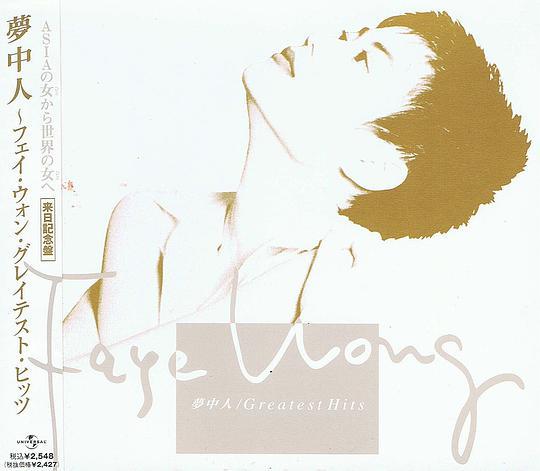 ASIAの女から世界の女へ
来日記念盤
夢中人~フェイ・ウォン・グレイテスト・ヒッツ
UNIVERSAL
税込¥2,548
(税抜価格¥2,427)
Faye Wong
夢中人/Greatest Hits